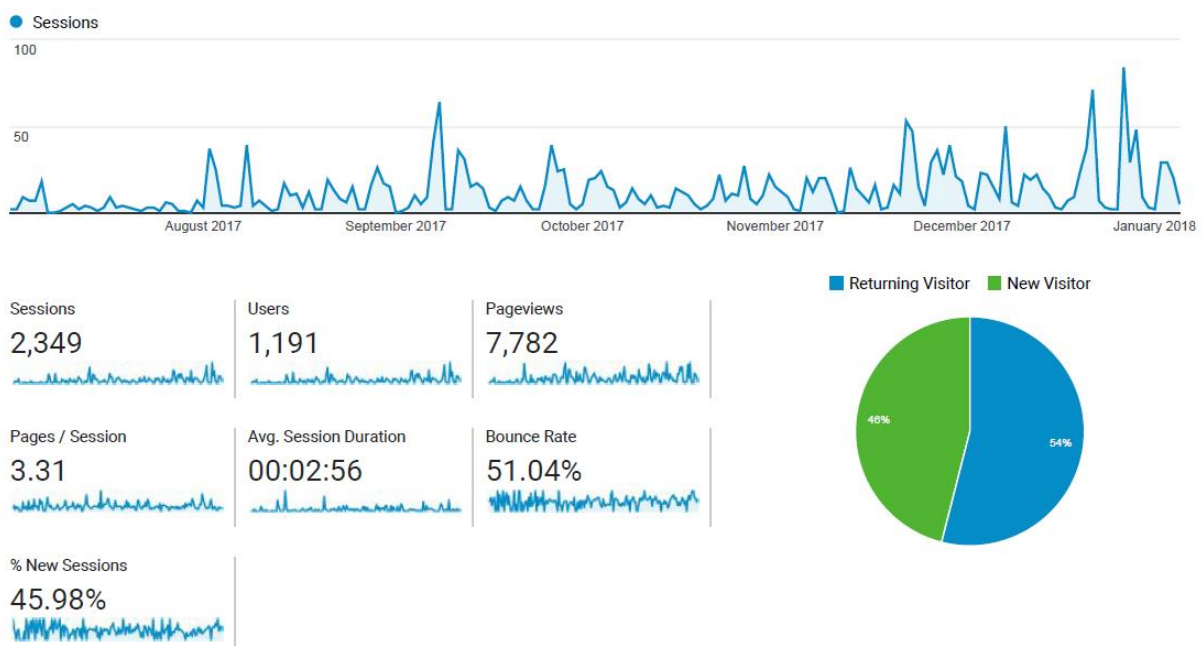 Sessions
100
50
August 2017 September 2017 October 2017 November 2017 December 2017 January 2018
Returning Visitor New Visitor
Sessions Users Pageviews
2,349 1,191 7,782
46%
54%
Pages / Session Avg. Session Duration Bounce Rate
3.31 00:02:56 51.04%
% New Sessions
45.98%